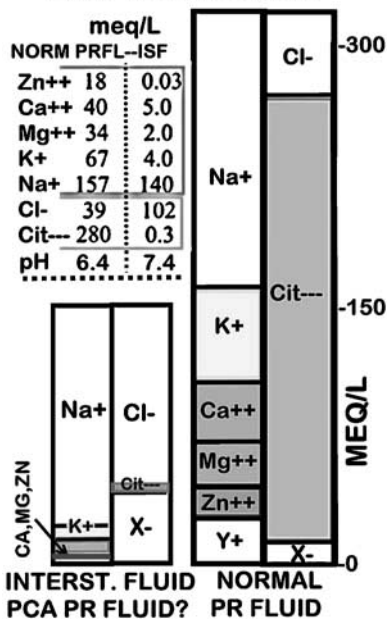 meq/L
NORM PRFL--ISF
Zn++ 18 0.03
Ca++ 40 5.0
Mg++ 34 2.0
K+ 67 4.0
Na+ 157 140
Cl- 39 102
Cit--- 280 0.3
pH 6.4 7.4
Na+ Cl-
Cit---
K+
X-
CA,MG,ZN
INTERST. FLUID
PCA PR FLUID?
-300
Cl-
Na+
Cit---
-150
K+
Ca++
Mg++
Zn++
Y+
X-
-0
MEQ/L
NORMAL
PR FLUID